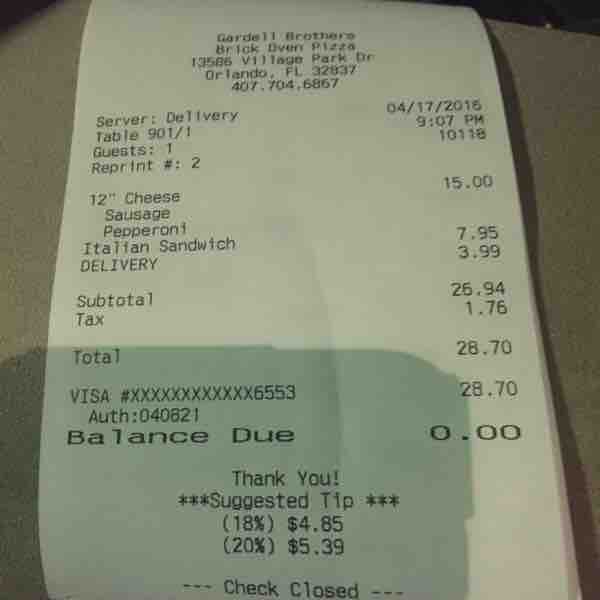 Gardell Brothers
Brick Oven Pizza
13586 Village Park Dr
Orlando, FL 32837
407.704.6867
Server: Delivery 04/17/2016
Table 901/1 9:07 PM
Guests: 1 10118
Reprint #: 2
12" Cheese 15.00
Sausage
Pepperoni
Italian Sandwich 7.95
DELIVERY 3.99
Subtotal 26.94
Tax 1.76
Total 28.70
VISA #XXXXXXXXXXXX6553 28.70
Auth:040821
Balance Due 0.00
Thank You!
***Suggested Tip ***
(18%) $4.85
(20%) $5.39
--- Check Closed ---